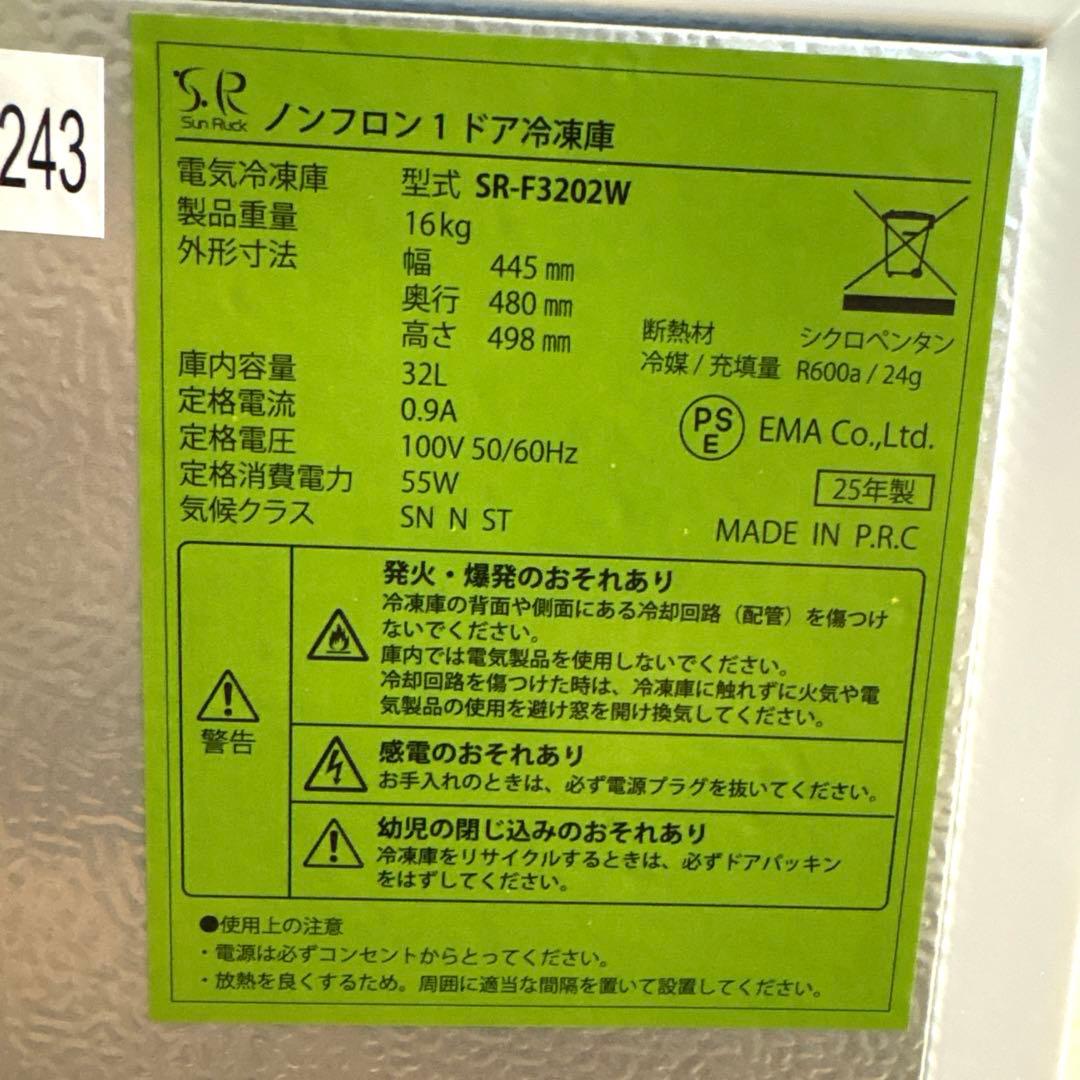 243
S.R
Sun Ruck ノンフロン1ドア冷凍庫
電気冷凍庫 型式 SR-F3202W
製品重量 16kg
外形寸法 幅 445㎜
奥行 480㎜
高さ 498㎜
断熱材 シクロペンタン
冷媒/充填量 R600a/24g
庫内容量 32L
定格電流 0.9A
定格電圧 100V 50/60Hz
定格消費電力 55W
気候クラス SN N ST
PSE EMA Co.,Ltd.
25年製
MADE IN P.R.C
警告
発火・爆発のおそれあり
冷凍庫の背面や側面にある冷却回路（配管）を傷つけ
ないでください。
庫内では電気製品を使用しないでください。
冷却回路を傷つけた時は、冷凍庫に触れずに火気や電
気製品の使用を避け窓を開け換気してください。
感電のおそれあり
お手入れのときは、必ず電源プラグを抜いてください。
幼児の閉じ込みのおそれあり
冷凍庫をリサイクルするときは、必ずドアパッキン
をはずしてください。
●使用上の注意
・電源は必ずコンセントからとってください。
・放熱を良くするため。周囲に適当な間隔を置いて設置してください。